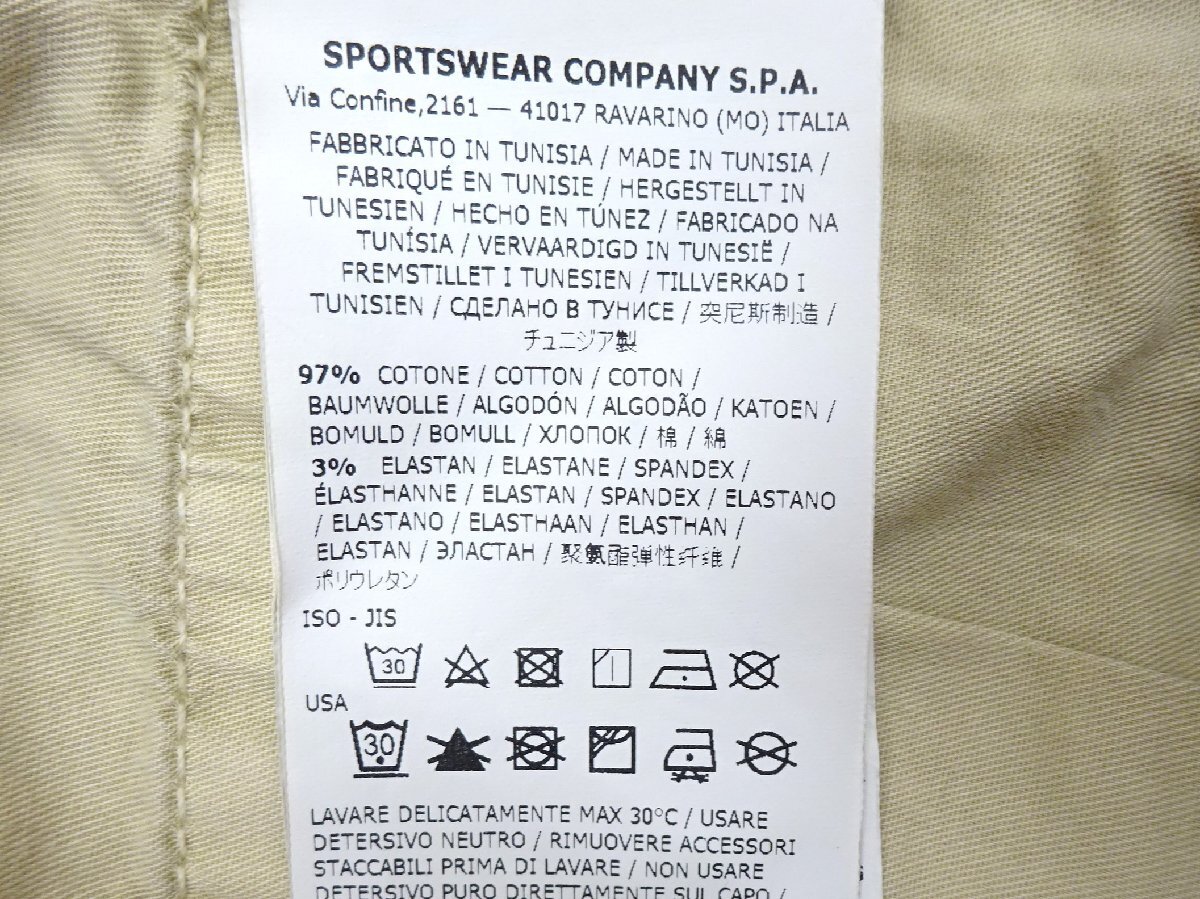 SPORTSWEAR COMPANY S.P.A.
Via Confine,2161 — 41017 RAVARINO (MO) ITALIA
FABBRICATO IN TUNISIA / MADE IN TUNISIA /
FABRIQUÉ EN TUNISIE / HERGESTELLT IN
TUNESIEN / HECHO EN TÚNEZ / FABRICADO NA
TUNÍSIA / VERVAARDIGD IN TUNESIË /
FREMSTILLET I TUNESIEN / TILLVERKAD I
TUNISIEN / СДЕЛАНО В ТУНИСЕ / 突尼斯制造 /
チュニジア製
97% COTONE / COTTON / COTON /
BAUMWOLLE / ALGODÓN / ALGODÃO / KATOEN /
BOMULD / BOMULL / ХЛОПОК / 棉 / 綿
3% ELASTAN / ELASTANE / SPANDEX /
ÉLASTHANNE / ELASTAN / SPANDEX / ELASTANO
/ ELASTANO / ELASTHAAN / ELASTHAN /
ELASTAN / ЭЛАСТАН / 聚氨酯弹性纤维 /
ポリウレタン
ISO - JIS
30
USA
30
LAVARE DELICATAMENTE MAX 30°C / USARE
DETERSIVO NEUTRO / RIMUOVERE ACCESSORI
STACCABILI PRIMA DI LAVARE / NON USARE
DETERSIVO PURO DIRETTAMENTE SUL CAPO /